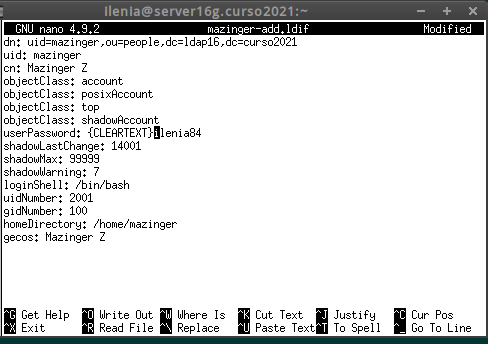 ilenia@server16g.curso2021:~
GNU nano 4.9.2 mazinger-add.ldif Modified
dn: uid=mazinger,ou=people,dc=ldap16,dc=curso2021
uid: mazinger
cn: Mazinger Z
objectClass: account
objectClass: posixAccount
objectClass: top
objectClass: shadowAccount
userPassword: {CLEARTEXT}ilenia84
shadowLastChange: 14001
shadowMax: 99999
shadowWarning: 7
loginShell: /bin/bash
uidNumber: 2001
gidNumber: 100
homeDirectory: /home/mazinger
gecos: Mazinger Z
^G Get Help ^O Write Out ^W Where Is ^K Cut Text ^J Justify ^C Cur Pos
^X Exit ^R Read File ^\ Replace ^U Paste Text ^T To Spell ^_ Go To Line